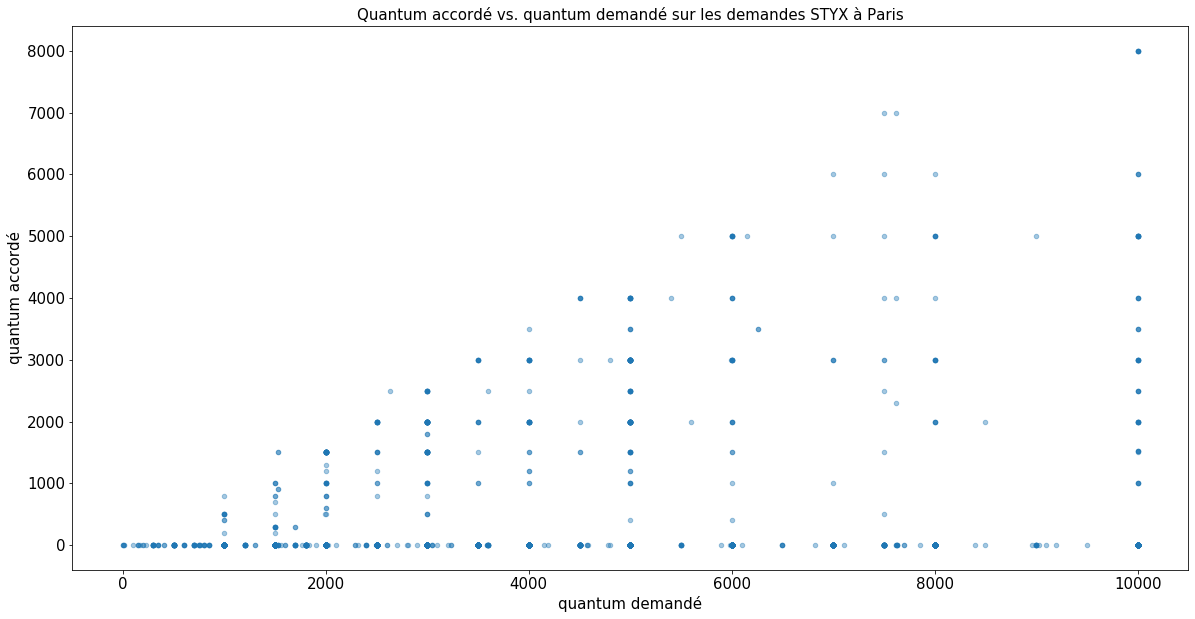 Quantum accordé vs. quantum demandé sur les demandes STYX à Paris
quantum accordé
8000
7000
6000
5000
4000
3000
2000
1000
0
0 2000 4000 6000 8000 10000
quantum demandé